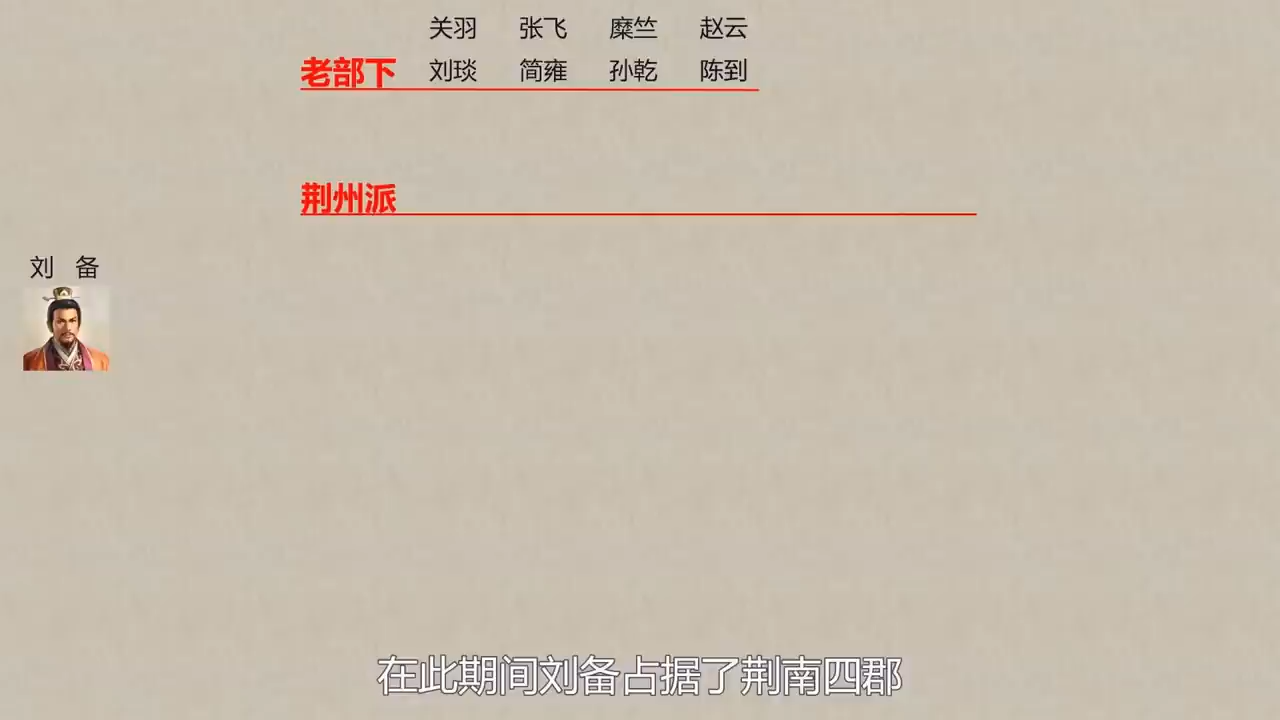 关羽 张飞 糜竺 赵云
老部下 刘琰 简雍 孙乾 陈到
荆州派
刘 备
在此期间刘备占据了荆南四郡